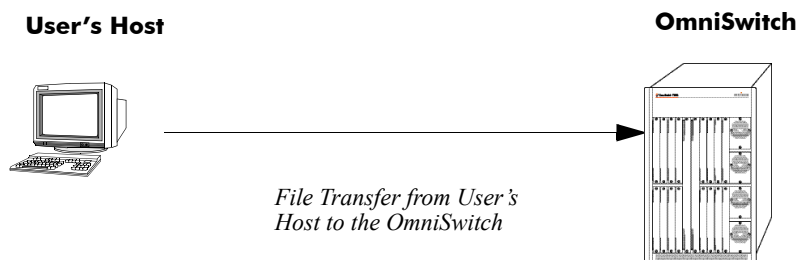 User's Host
OmniSwitch
File Transfer from User's
Host to the OmniSwitch